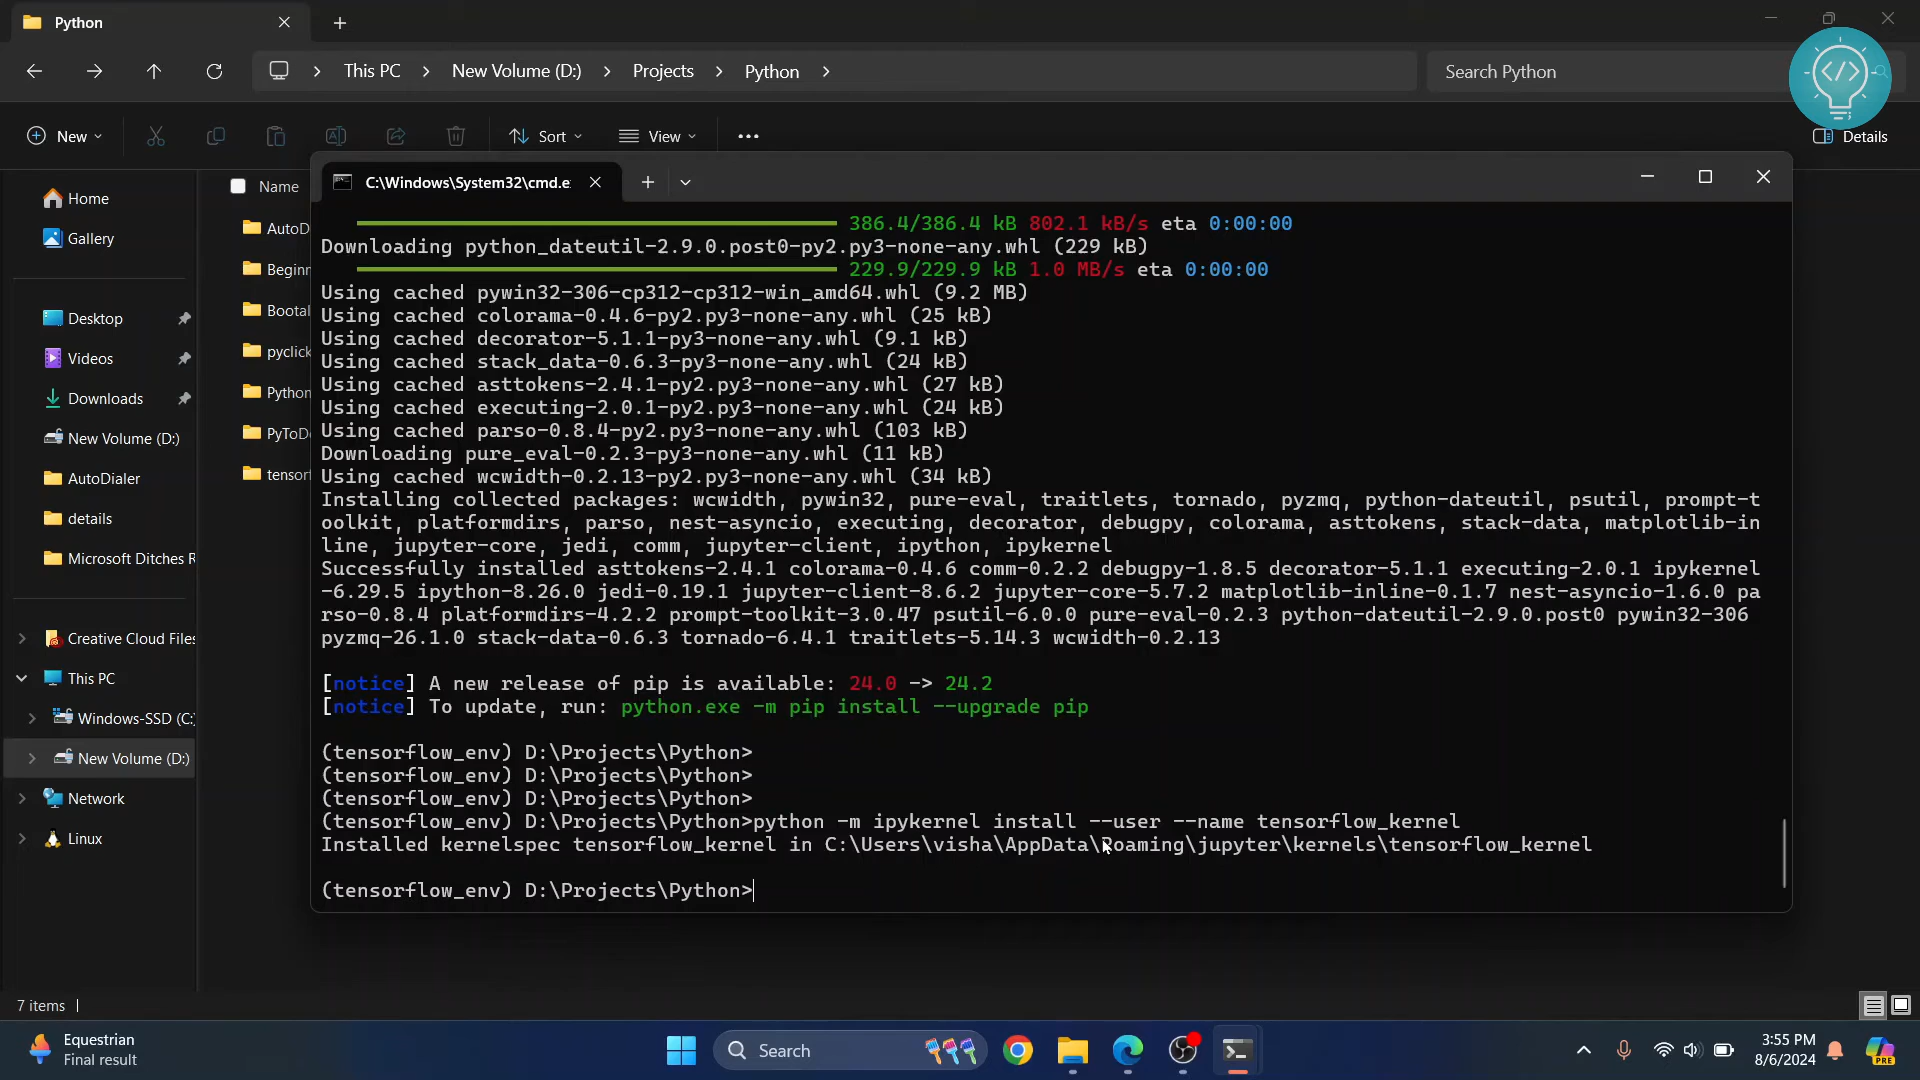 Python
This PC
New Volume (D:)
Projects
Python
Search Python
New
Sort
View
Details
Home
Gallery
Desktop
Videos
Downloads
New Volume (D:)
AutoDialer
details
Microsoft Ditches R
Creative Cloud Files
This PC
Windows-SSD (C:
New Volume (D:)
Network
Linux
Name
AutoD
Beginn
Bootal
pyclick
Python
PyToDo
tensorf
C:\Windows\System32\cmd.e
386.4/386.4 kB 802.1 kB/s eta 0:00:00
Downloading python_dateutil-2.9.0.post0-py2.py3-none-any.whl (229 kB)
229.9/229.9 kB 1.0 MB/s eta 0:00:00
Using cached pywin32-306-cp312-cp312-win_amd64.whl (9.2 MB)
Using cached colorama-0.4.6-py2.py3-none-any.whl (25 kB)
Using cached decorator-5.1.1-py3-none-any.whl (9.1 kB)
Using cached stack_data-0.6.3-py3-none-any.whl (24 kB)
Using cached asttokens-2.4.1-py2.py3-none-any.whl (27 kB)
Using cached executing-2.0.1-py2.py3-none-any.whl (24 kB)
Using cached parso-0.8.4-py2.py3-none-any.whl (103 kB)
Downloading pure_eval-0.2.3-py3-none-any.whl (11 kB)
Using cached wcwidth-0.2.13-py2.py3-none-any.whl (34 kB)
Installing collected packages: wcwidth, pywin32, pure-eval, traitlets, tornado, pyzmq, python-dateutil, psutil, prompt-t
oolkit, platformdirs, parso, nest-asyncio, executing, decorator, debugpy, colorama, asttokens, stack-data, matplotlib-in
line, jupyter-core, jedi, comm, jupyter-client, ipython, ipykernel
Successfully installed asttokens-2.4.1 colorama-0.4.6 comm-0.2.2 debugpy-1.8.5 decorator-5.1.1 executing-2.0.1 ipykernel
-6.29.5 ipython-8.26.0 jedi-0.19.1 jupyter-client-8.6.2 jupyter-core-5.7.2 matplotlib-inline-0.1.7 nest-asyncio-1.6.0 pa
rso-0.8.4 platformdirs-4.2.2 prompt-toolkit-3.0.47 psutil-6.0.0 pure-eval-0.2.3 python-dateutil-2.9.0.post0 pywin32-306
pyzmq-26.1.0 stack-data-0.6.3 tornado-6.4.1 traitlets-5.14.3 wcwidth-0.2.13
[notice] A new release of pip is available: 24.0 -> 24.2
[notice] To update, run: python.exe -m pip install --upgrade pip
(tensorflow_env) D:\Projects\Python>
(tensorflow_env) D:\Projects\Python>
(tensorflow_env) D:\Projects\Python>
(tensorflow_env) D:\Projects\Python>python -m ipykernel install --user --name tensorflow_kernel
Installed kernelspec tensorflow_kernel in C:\Users\visha\AppData\Roaming\jupyter\kernels\tensorflow_kernel
(tensorflow_env) D:\Projects\Python>
7 items
Equestrian
Final result
Search
3:55 PM
8/6/2024
PRE